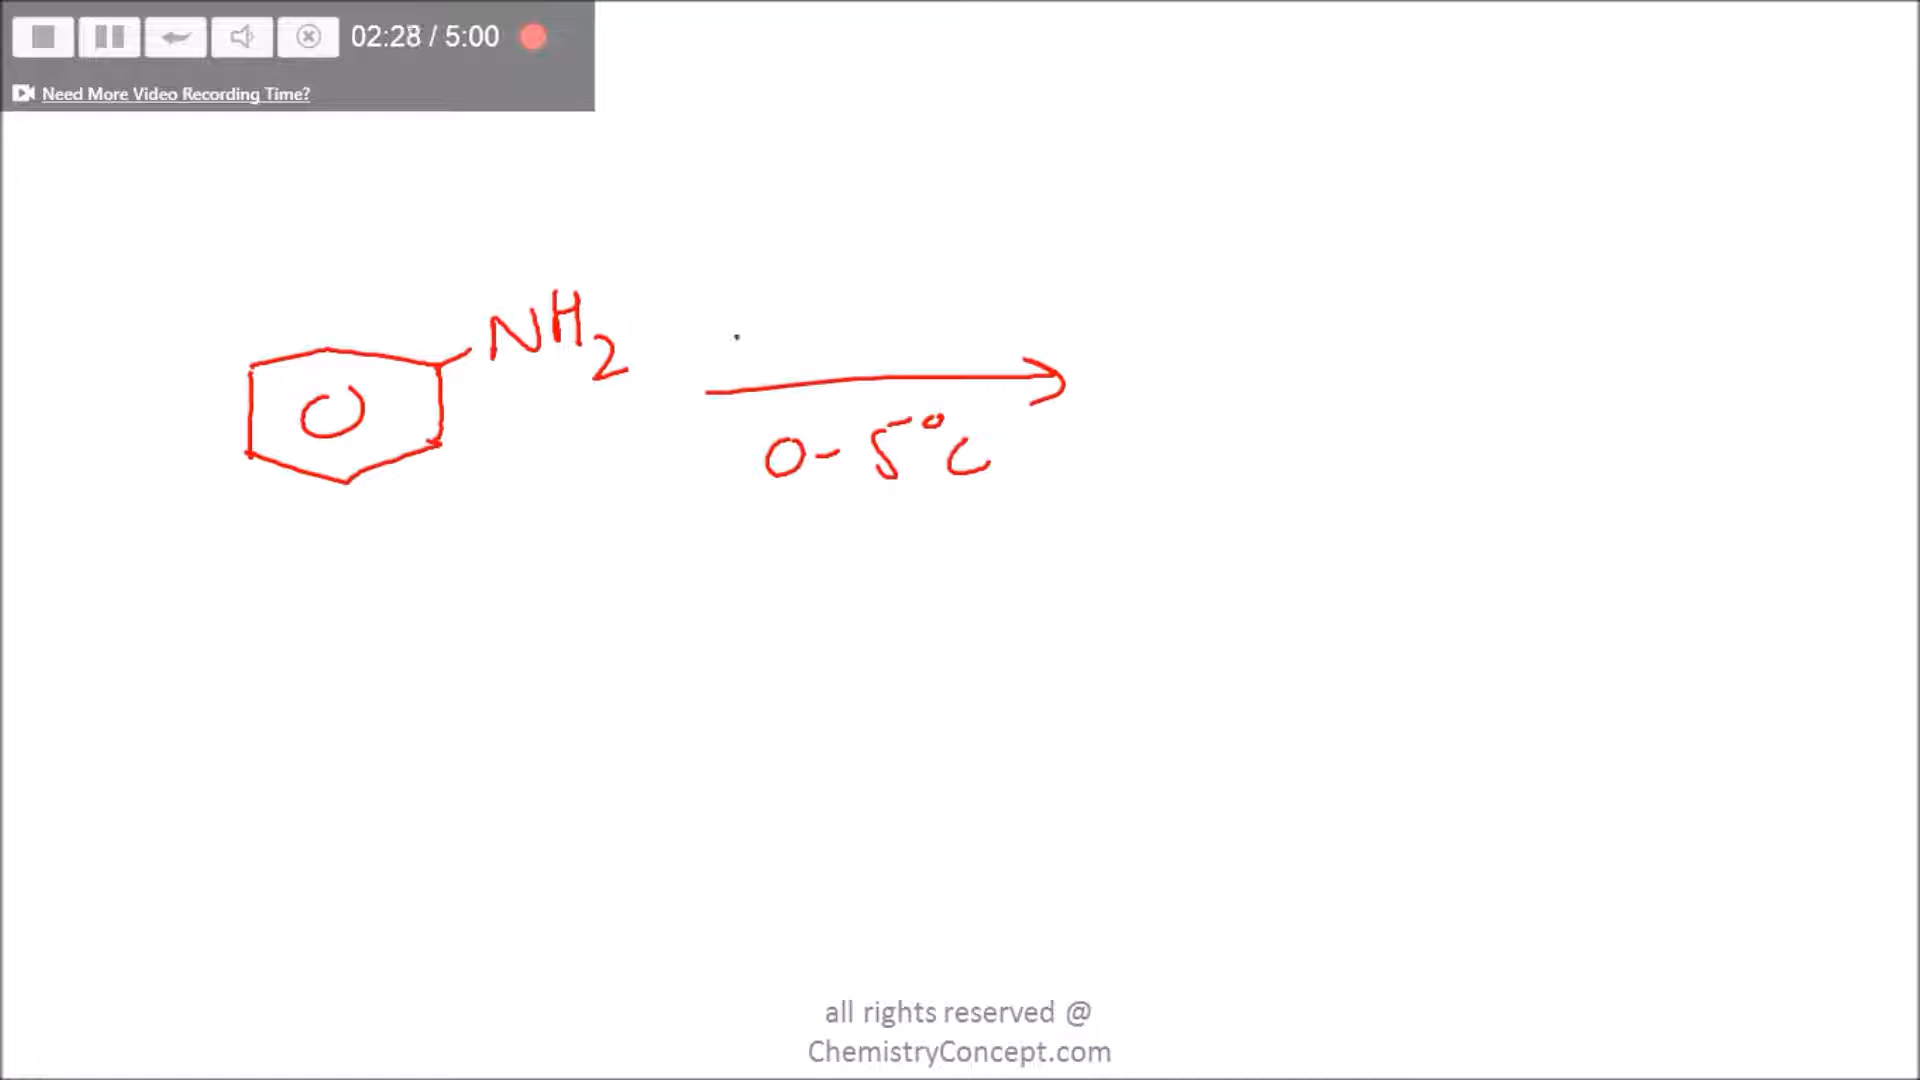 02:28 / 5:00
Need More Video Recording Time?
NH2
0-5°C
all rights reserved @
ChemistryConcept.com